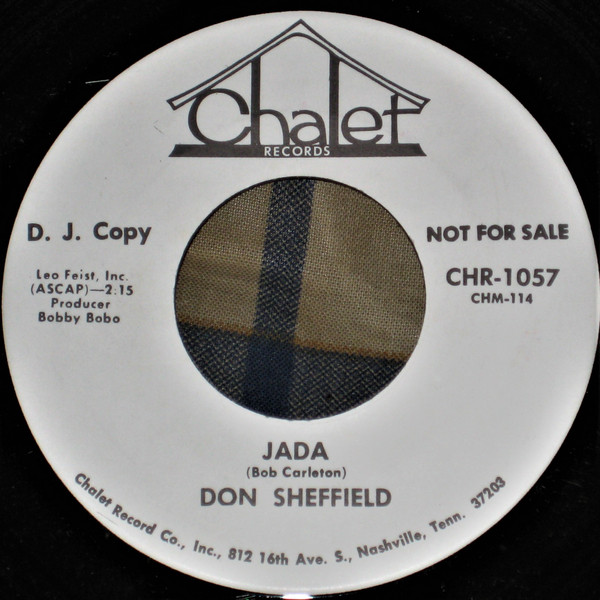 Chalet
RECORDS
D. J. Copy
NOT FOR SALE
Leo Feist, Inc.
(ASCAP)—2:15
Producer
Bobby Bobo
CHR-1057
CHM-114
JADA
(Bob Carleton)
DON SHEFFIELD
Chalet Record Co., Inc., 812 16th Ave. S., Nashville, Tenn. 37203